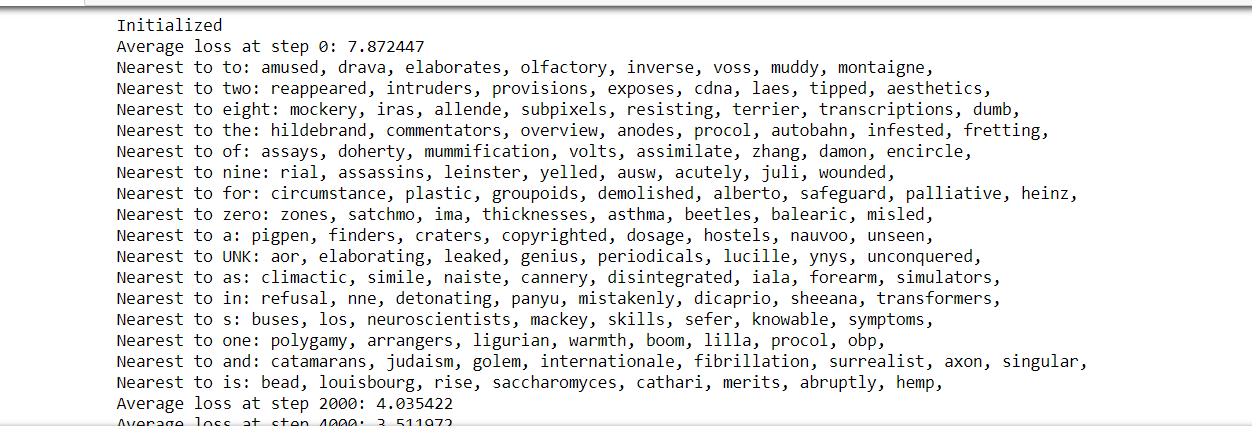 Initialized
Average loss at step 0: 7.872447
Nearest to to: amused, drava, elaborates, olfactory, inverse, voss, muddy, montaigne,
Nearest to two: reappeared, intruders, provisions, exposes, cdna, laes, tipped, aesthetics,
Nearest to eight: mockery, iras, allende, subpixels, resisting, terrier, transcriptions, dumb,
Nearest to the: hildebrand, commentators, overview, anodes, procol, autobahn, infested, fretting,
Nearest to of: assays, doherty, mummification, volts, assimilate, zhang, damon, encircle,
Nearest to nine: rial, assassins, leinster, yelled, ausw, acutely, juli, wounded,
Nearest to for: circumstance, plastic, groupoids, demolished, alberto, safeguard, palliative, heinz,
Nearest to zero: zones, satchmo, ima, thicknesses, asthma, beetles, balearic, misled,
Nearest to a: pigpen, finders, craters, copyrighted, dosage, hostels, nauvoo, unseen,
Nearest to UNK: aor, elaborating, leaked, genius, periodicals, lucille, ynys, unconquered,
Nearest to as: climactic, simile, naiste, cannery, disintegrated, iala, forearm, simulators,
Nearest to in: refusal, nne, detonating, panyu, mistakenly, dicaprio, sheeana, transformers,
Nearest to s: buses, los, neuroscientists, mackey, skills, sefer, knowable, symptoms,
Nearest to one: polygamy, arrangers, ligurian, warmth, boom, lilla, procol, obp,
Nearest to and: catamarans, judaism, golem, internationale, fibrillation, surrealist, axon, singular,
Nearest to is: bead, louisbourg, rise, saccharomyces, cathari, merits, abruptly, hemp,
Average loss at step 2000: 4.035422
Average loss at step 4000: 3.511972